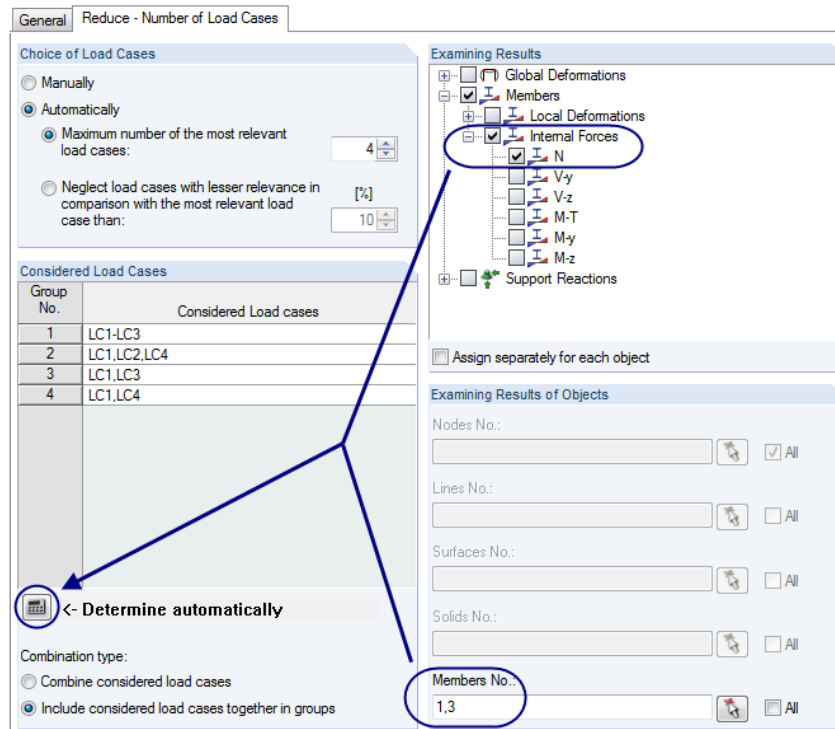 General
Reduce - Number of Load Cases
Choice of Load Cases
Manually
Automatically
Maximum number of the most relevant
load cases:
4
Neglect load cases with lesser relevance in
comparison with the most relevant load
case than:
[%]
10
Considered Load Cases
Group
No.
Considered Load cases
1 LC1-LC3
2 LC1,LC2,LC4
3 LC1,LC3
4 LC1,LC4
<- Determine automatically
Combination type:
Combine considered load cases
Include considered load cases together in groups
Examining Results
Global Deformations
Members
Local Deformations
Internal Forces
N
V-y
V-z
M-T
M-y
M-z
Support Reactions
Assign separately for each object
Examining Results of Objects
Nodes No.:
All
Lines No.:
All
Surfaces No.:
All
Solids No.:
All
Members No.:
1,3
All